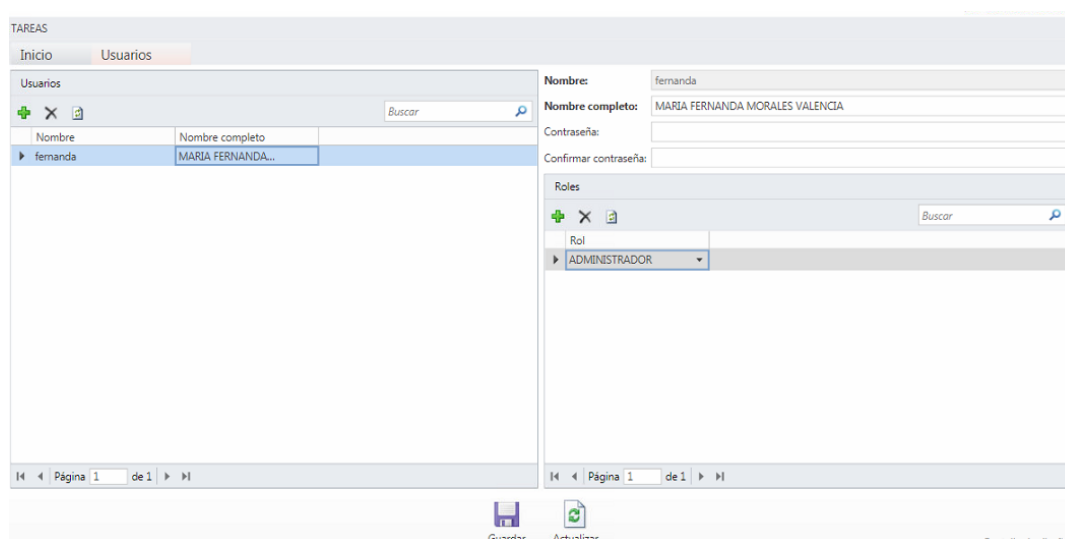 TAREAS
Inicio Usuarios
Usuarios
Buscar
Nombre Nombre completo
fernanda MARIA FERNANDA...
Página 1 de 1
Nombre: fernanda
Nombre completo: MARIA FERNANDA MORALES VALENCIA
Contraseña:
Confirmar contraseña:
Roles
Buscar
Rol
ADMINISTRADOR
Página 1 de 1
Guardar Actualizar